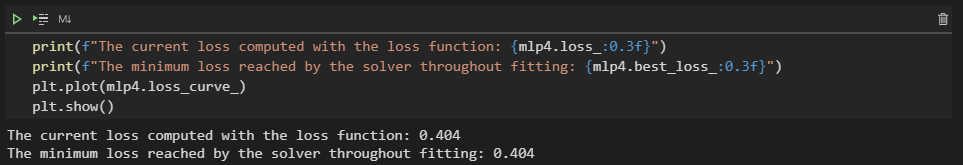 M↓
print(f"The current loss computed with the loss function: {mlp4.loss_:0.3f}")
print(f"The minimum loss reached by the solver throughout fitting: {mlp4.best_loss_:0.3f}")
plt.plot(mlp4.loss_curve_)
plt.show()
The current loss computed with the loss function: 0.404
The minimum loss reached by the solver throughout fitting: 0.404